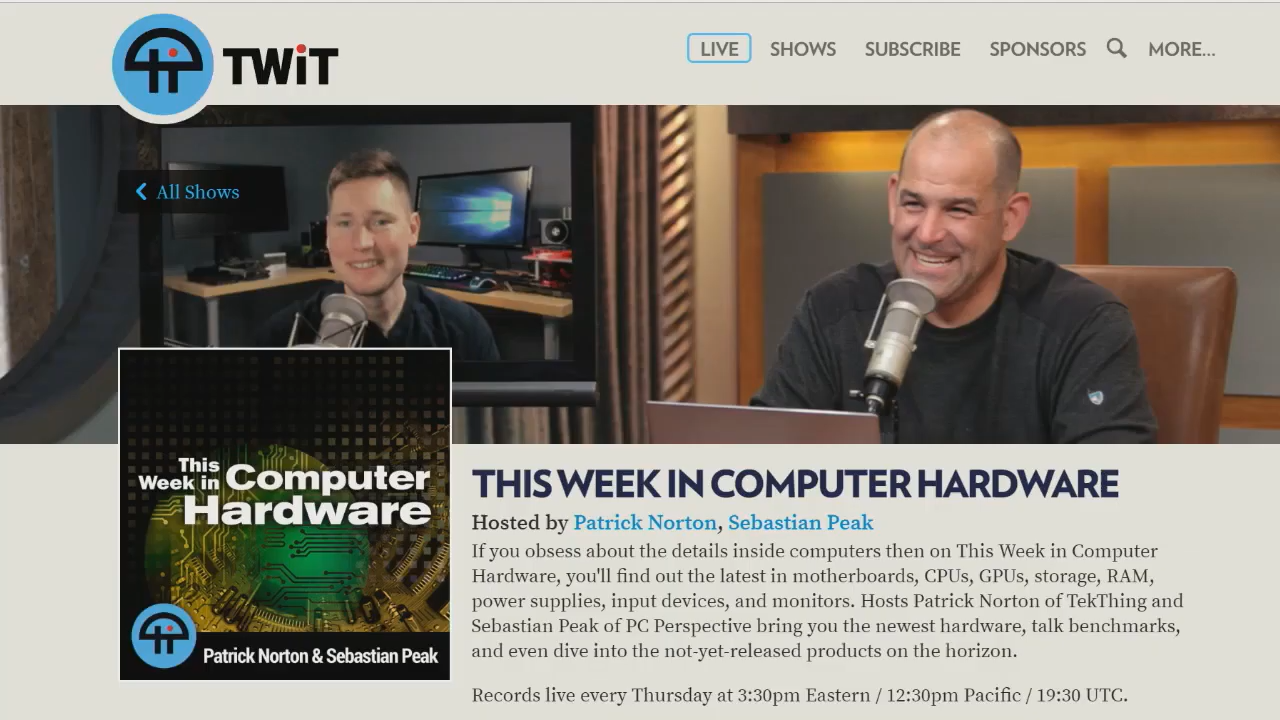 TWiT
LIVE
SHOWS
SUBSCRIBE
SPONSORS
MORE...
All Shows
This
Week in Computer
Hardware
Patrick Norton & Sebastian Peak
THIS WEEK IN COMPUTER HARDWARE
Hosted by Patrick Norton, Sebastian Peak
If you obsess about the details inside computers then on This Week in Computer
Hardware, you'll find out the latest in motherboards, CPUs, GPUs, storage, RAM,
power supplies, input devices, and monitors. Hosts Patrick Norton of TekThing and
Sebastian Peak of PC Perspective bring you the newest hardware, talk benchmarks,
and even dive into the not-yet-released products on the horizon.
Records live every Thursday at 3:30pm Eastern / 12:30pm Pacific / 19:30 UTC.